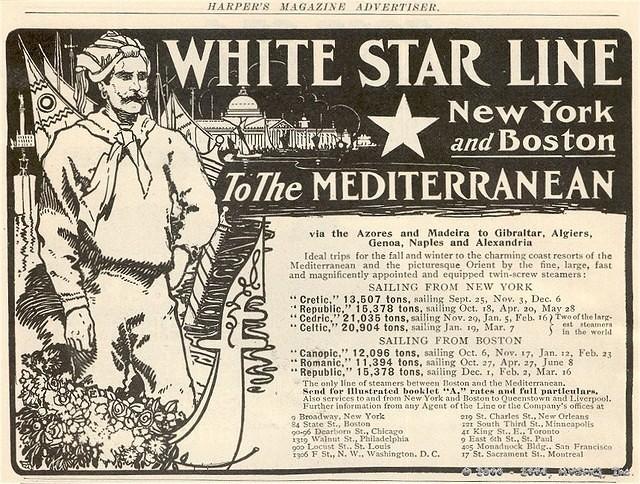 HARPER'S MAGAZINE ADVERTISER.
WHITE STAR LINE
New York
and Boston
To The MEDITERRANEAN
via the Azores and Madeira to Gibraltar, Algiers,
Genoa, Naples and Alexandria
Ideal trips for the fall and winter to the charming coast resorts of the
Mediterranean and the picturesque Orient by the fine, large, fast
and magnificently appointed and equipped twin-screw steamers:
SAILING FROM NEW YORK
"Cretic," 13,507 tons, sailing Sept. 25, Nov. 3, Dec. 6
"Republic," 15,378 tons, sailing Oct. 18, Apr. 20, May 28
"Cedric," 21,035 tons, sailing Nov. 29, Jan. 5, Feb. 16
"Celtic," 20,904 tons, sailing Jan. 19, Mar. 7
Two of the larg-
est steamers
in the world
SAILING FROM BOSTON
"Canopic," 12,096 tons, sailing Oct. 6, Nov. 17, Jan. 12, Feb. 23
"Romanic," 11,394 tons, sailing Oct. 27, Apr. 27, June 8
"Republic," 15,378 tons, sailing Dec. 1, Feb. 2, Mar. 16
The only line of steamers between Boston and the Mediterranean.
Send for illustrated booklet "A," rates and full particulars.
Also services to and from New York and Boston to Queenstown and Liverpool.
Further information from any Agent of the Line or the Company's offices at
9 Broadway, New York
84 State St., Boston
90-96 Dearborn St., Chicago
1319 Walnut St., Philadelphia
900 Locust St., St. Louis
1306 F St., N. W., Washington, D. C.
219 St. Charles St., New Orleans
221 South Third St., Minneapolis
41 King St., E., Toronto
9 East 6th St., St. Paul
405 Monadnock Bldg., San Francisco
17 St. Sacrament St., Montreal